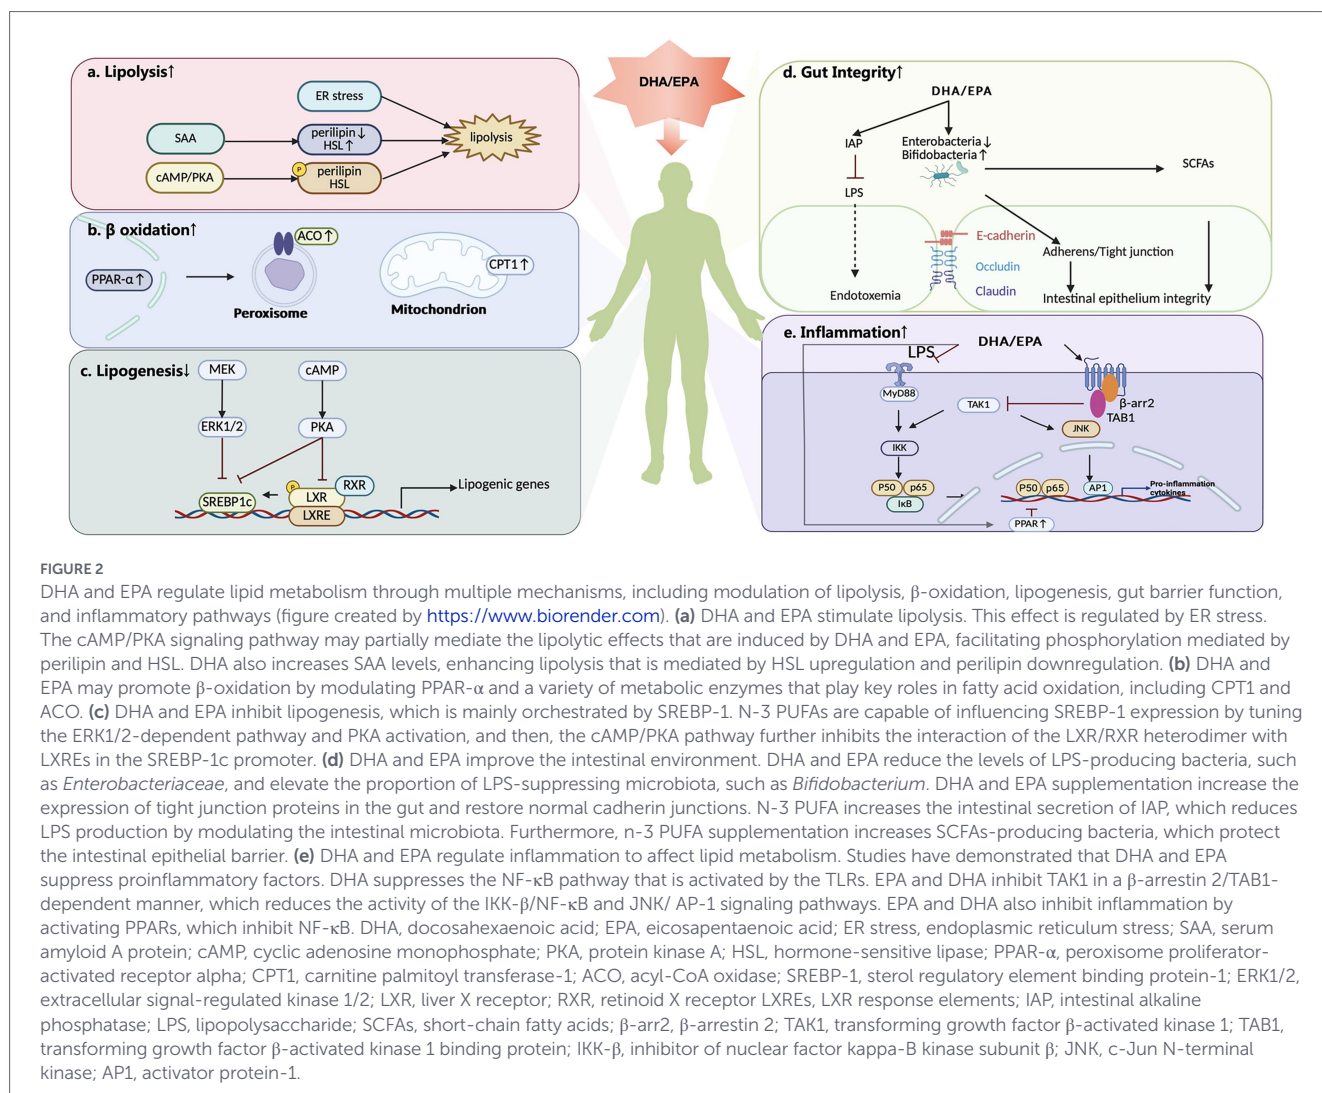 DHA/EPA
a. Lipolysis↑
ER stress
SAA
perilipin ↓
HSL ↑
lipolysis
cAMP/PKA
P
perilipin
HSL
b. β oxidation↑
ACO ↑
PPAR-α ↑
CPT1 ↑
Peroxisome
Mitochondrion
c. Lipogenesis↓
MEK
cAMP
ERK1/2
PKA
P
RXR
SREBP1c
LXR
LXRE
Lipogenic genes
d. Gut Integrity↑
DHA/EPA
IAP
Enterobacteria ↓
Bifidobacteria ↑
SCFAs
LPS
E-cadherin
Adherens/Tight junction
Occludin
Claudin
Endotoxemia
Intestinal epithelium integrity
e. Inflammation↑
DHA/EPA
LPS
MyD88
TAK1
β-arr2
TAB1
JNK
IKK
P50
p65
IκB
P50
p65
AP1
Pro-inflammation
cytokines
PPAR ↑
FIGURE 2
DHA and EPA regulate lipid metabolism through multiple mechanisms, including modulation of lipolysis, β-oxidation, lipogenesis, gut barrier function,
and inflammatory pathways (figure created by https://www.biorender.com). (a) DHA and EPA stimulate lipolysis. This effect is regulated by ER stress.
The cAMP/PKA signaling pathway may partially mediate the lipolytic effects that are induced by DHA and EPA, facilitating phosphorylation mediated by
perilipin and HSL. DHA also increases SAA levels, enhancing lipolysis that is mediated by HSL upregulation and perilipin downregulation. (b) DHA and
EPA may promote β-oxidation by modulating PPAR-α and a variety of metabolic enzymes that play key roles in fatty acid oxidation, including CPT1 and
ACO. (c) DHA and EPA inhibit lipogenesis, which is mainly orchestrated by SREBP-1. N-3 PUFAs are capable of influencing SREBP-1 expression by tuning
the ERK1/2-dependent pathway and PKA activation, and then, the cAMP/PKA pathway further inhibits the interaction of the LXR/RXR heterodimer with
LXREs in the SREBP-1c promoter. (d) DHA and EPA improve the intestinal environment. DHA and EPA reduce the levels of LPS-producing bacteria, such
as Enterobacteriaceae, and elevate the proportion of LPS-suppressing microbiota, such as Bifidobacterium. DHA and EPA supplementation increase the
expression of tight junction proteins in the gut and restore normal cadherin junctions. N-3 PUFA increases the intestinal secretion of IAP, which reduces
LPS production by modulating the intestinal microbiota. Furthermore, n-3 PUFA supplementation increases SCFAs-producing bacteria, which protect
the intestinal epithelial barrier. (e) DHA and EPA regulate inflammation to affect lipid metabolism. Studies have demonstrated that DHA and EPA
suppress proinflammatory factors. DHA suppresses the NF-κB pathway that is activated by the TLRs. EPA and DHA inhibit TAK1 in a β-arrestin 2/TAB1-
dependent manner, which reduces the activity of the IKK-β/NF-κB and JNK/ AP-1 signaling pathways. EPA and DHA also inhibit inflammation by
activating PPARs, which inhibit NF-κB. DHA, docosahexaenoic acid; EPA, eicosapentaenoic acid; ER stress, endoplasmic reticulum stress; SAA, serum
amyloid A protein; cAMP, cyclic adenosine monophosphate; PKA, protein kinase A; HSL, hormone-sensitive lipase; PPAR-α, peroxisome proliferator-
activated receptor alpha; CPT1, carnitine palmitoyl transferase-1; ACO, acyl-CoA oxidase; SREBP-1, sterol regulatory element binding protein-1; ERK1/2,
extracellular signal-regulated kinase 1/2; LXR, liver X receptor; RXR, retinoid X receptor LXREs, LXR response elements; IAP, intestinal alkaline
phosphatase; LPS, lipopolysaccharide; SCFAs, short-chain fatty acids; β-arr2, β-arrestin 2; TAK1, transforming growth factor β-activated kinase 1; TAB1,
transforming growth factor β-activated kinase 1 binding protein; IKK-β, inhibitor of nuclear factor kappa-B kinase subunit β; JNK, c-Jun N-terminal
kinase; AP1, activator protein-1.